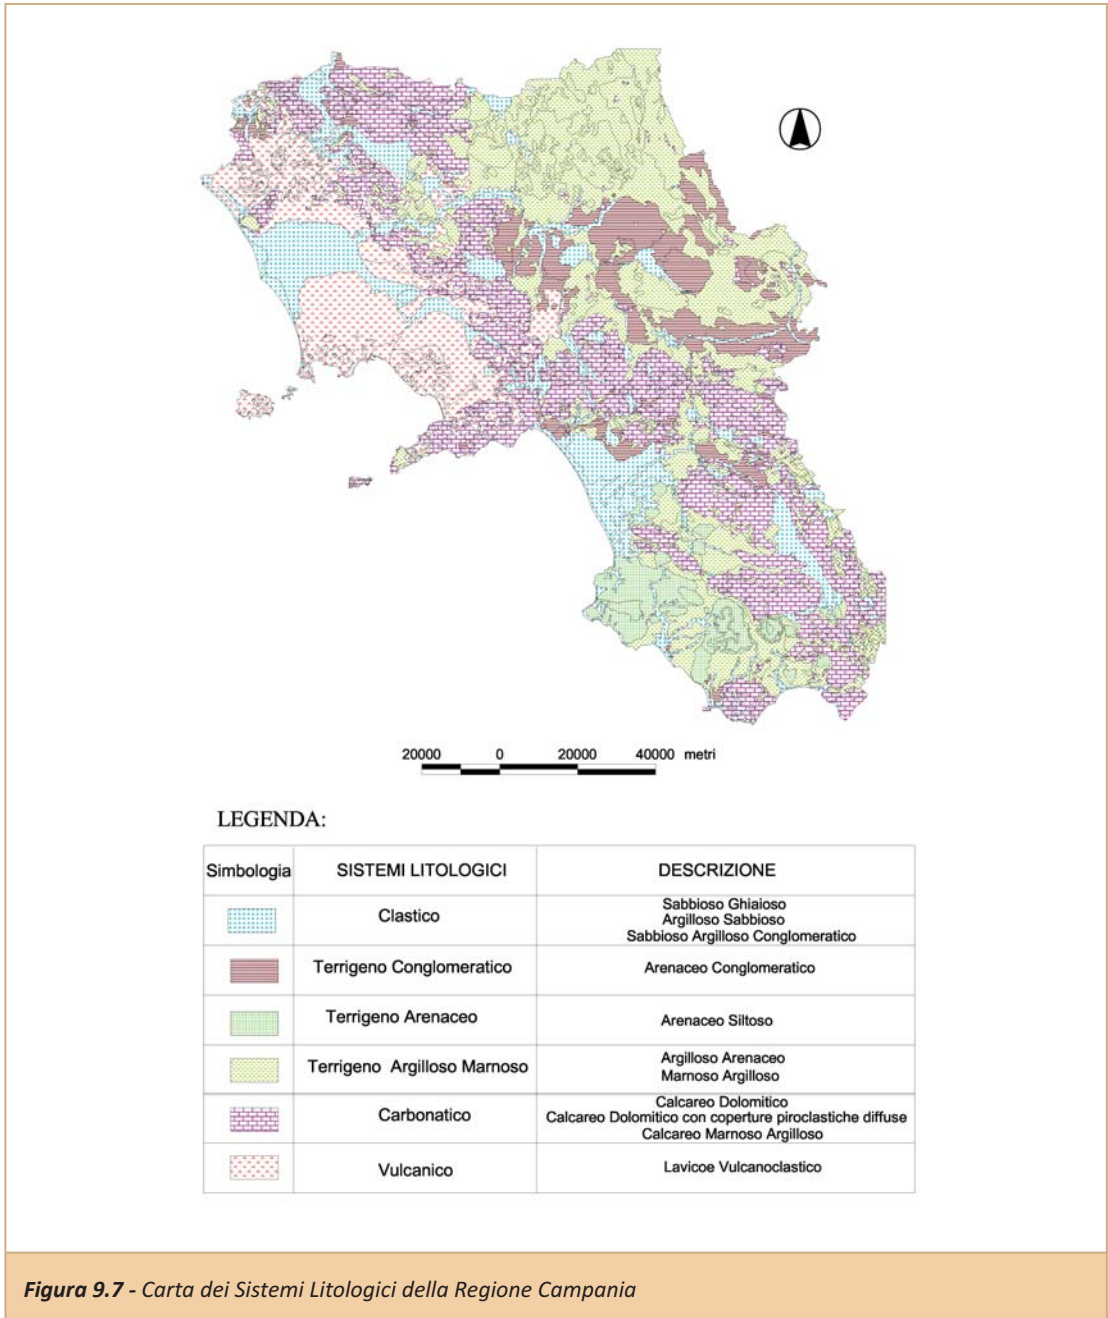 20000 0 20000 40000 metri
LEGENDA:
Simbologia SISTEMI LITOLOGICI DESCRIZIONE
Clastico
Sabbioso Ghiaioso
Argilloso Sabbioso
Sabbioso Argilloso Conglomeratico
Terrigeno Conglomeratico Arenaceo Conglomeratico
Terrigeno Arenaceo Arenaceo Siltoso
Terrigeno Argilloso Marnoso
Argilloso Arenaceo
Marnoso Argilloso
Carbonatico
Calcareo Dolomitico
Calcareo Dolomitico con coperture piroclastiche diffuse
Calcareo Marnoso Argilloso
Vulcanico Lavicoe Vulcanoclastico
Figura 9.7 - Carta dei Sistemi Litologici della Regione Campania